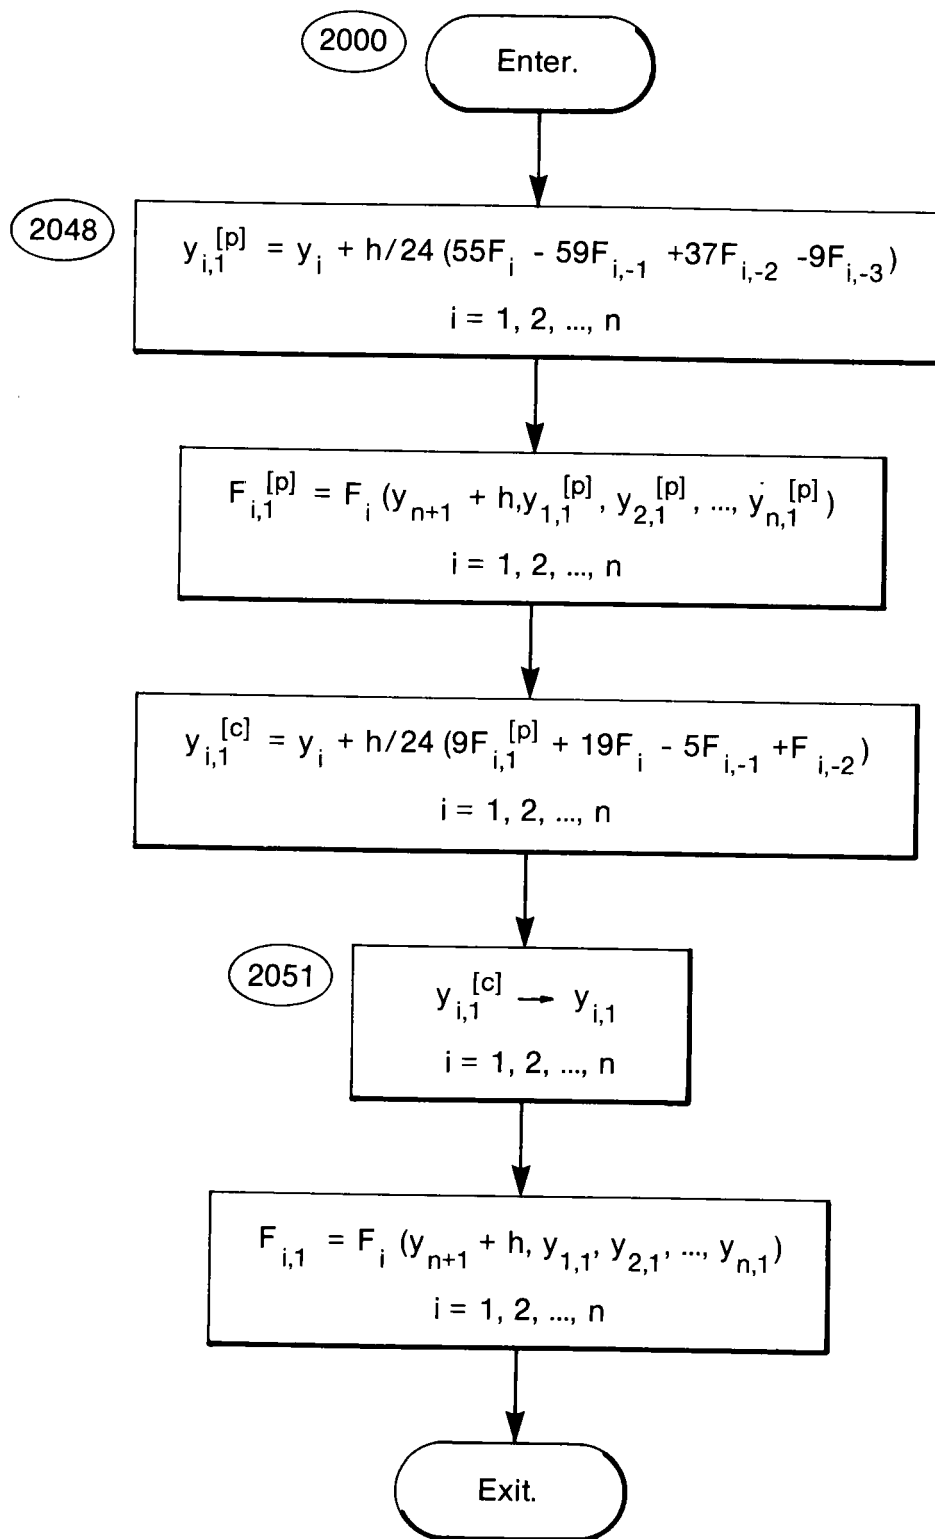 2000
Enter.
2048
y_{i,1}^{[p]} = y_i + h/24 (55F_i - 59F_{i,-1} +37F_{i,-2} -9F_{i,-3})
i = 1, 2, ..., n
F_{i,1}^{[p]} = F_i (y_{n+1} + h,y_{1,1}^{[p]}, y_{2,1}^{[p]}, ..., y_{n,1}^{[p]})
i = 1, 2, ..., n
y_{i,1}^{[c]} = y_i + h/24 (9F_{i,1}^{[p]} + 19F_i - 5F_{i,-1} +F_{i,-2})
i = 1, 2, ..., n
2051
y_{i,1}^{[c]} → y_{i,1}
i = 1, 2, ..., n
F_{i,1} = F_i (y_{n+1} + h, y_{1,1}, y_{2,1}, ..., y_{n,1})
i = 1, 2, ..., n
Exit.